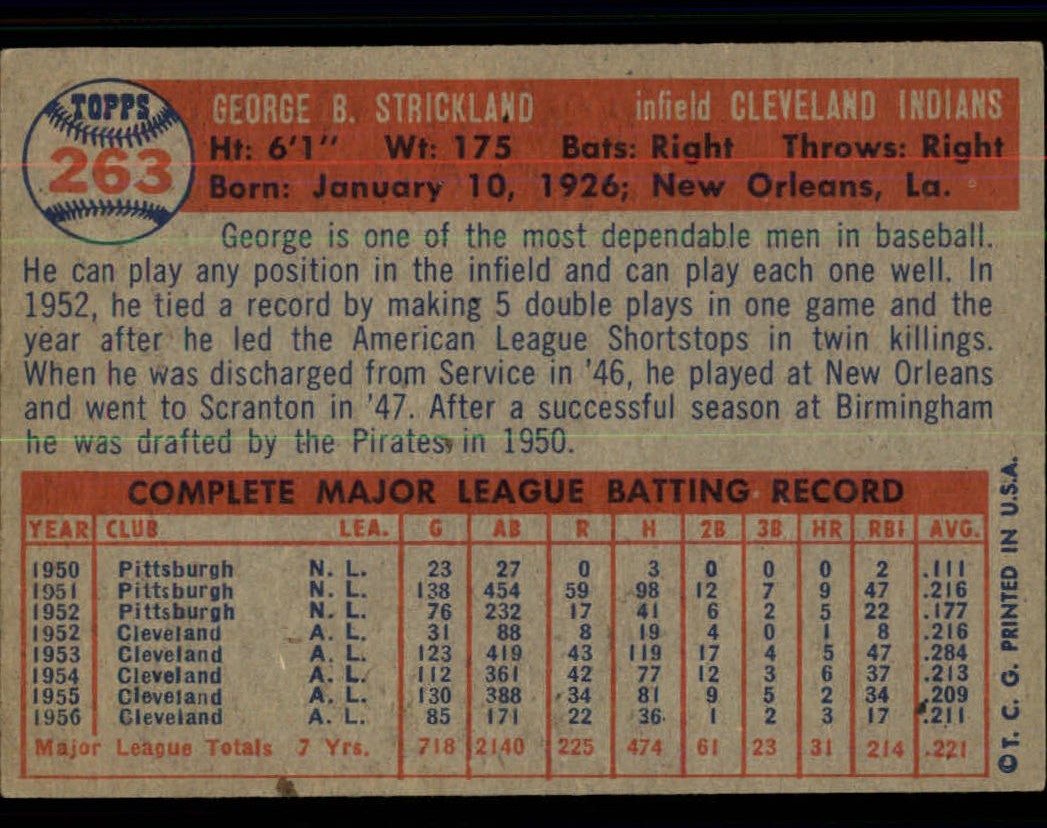 TOPPS
263
GEORGE B. STRICKLAND infield CLEVELAND INDIANS
Ht: 6'1" Wt: 175 Bats: Right Throws: Right
Born: January 10, 1926; New Orleans, La.
George is one of the most dependable men in baseball.
He can play any position in the infield and can play each one well. In
1952, he tied a record by making 5 double plays in one game and the
year after he led the American League Shortstops in twin killings.
When he was discharged from Service in '46, he played at New Orleans
and went to Scranton in '47. After a successful season at Birmingham
he was drafted by the Pirates in 1950.
COMPLETE MAJOR LEAGUE BATTING RECORD
YEAR CLUB LEA. G AB R H 2B 3B HR RBI AVG.
1950 Pittsburgh N. L. 23 27 0 3 0 0 0 2 .111
1951 Pittsburgh N. L. 138 454 59 98 12 7 9 47 .216
1952 Pittsburgh N. L. 76 232 17 41 6 2 5 22 .177
1952 Cleveland A. L. 31 88 8 19 4 0 1 8 .216
1953 Cleveland A. L. 123 419 43 119 17 4 5 47 .284
1954 Cleveland A. L. 112 361 42 77 12 3 6 37 .213
1955 Cleveland A. L. 130 388 34 81 9 5 2 34 .209
1956 Cleveland A. L. 85 171 22 36 1 2 3 17 .211
Major League Totals 7 Yrs. 718 2140 225 474 61 23 31 214 .221
© T. C. G. PRINTED IN U.S.A.